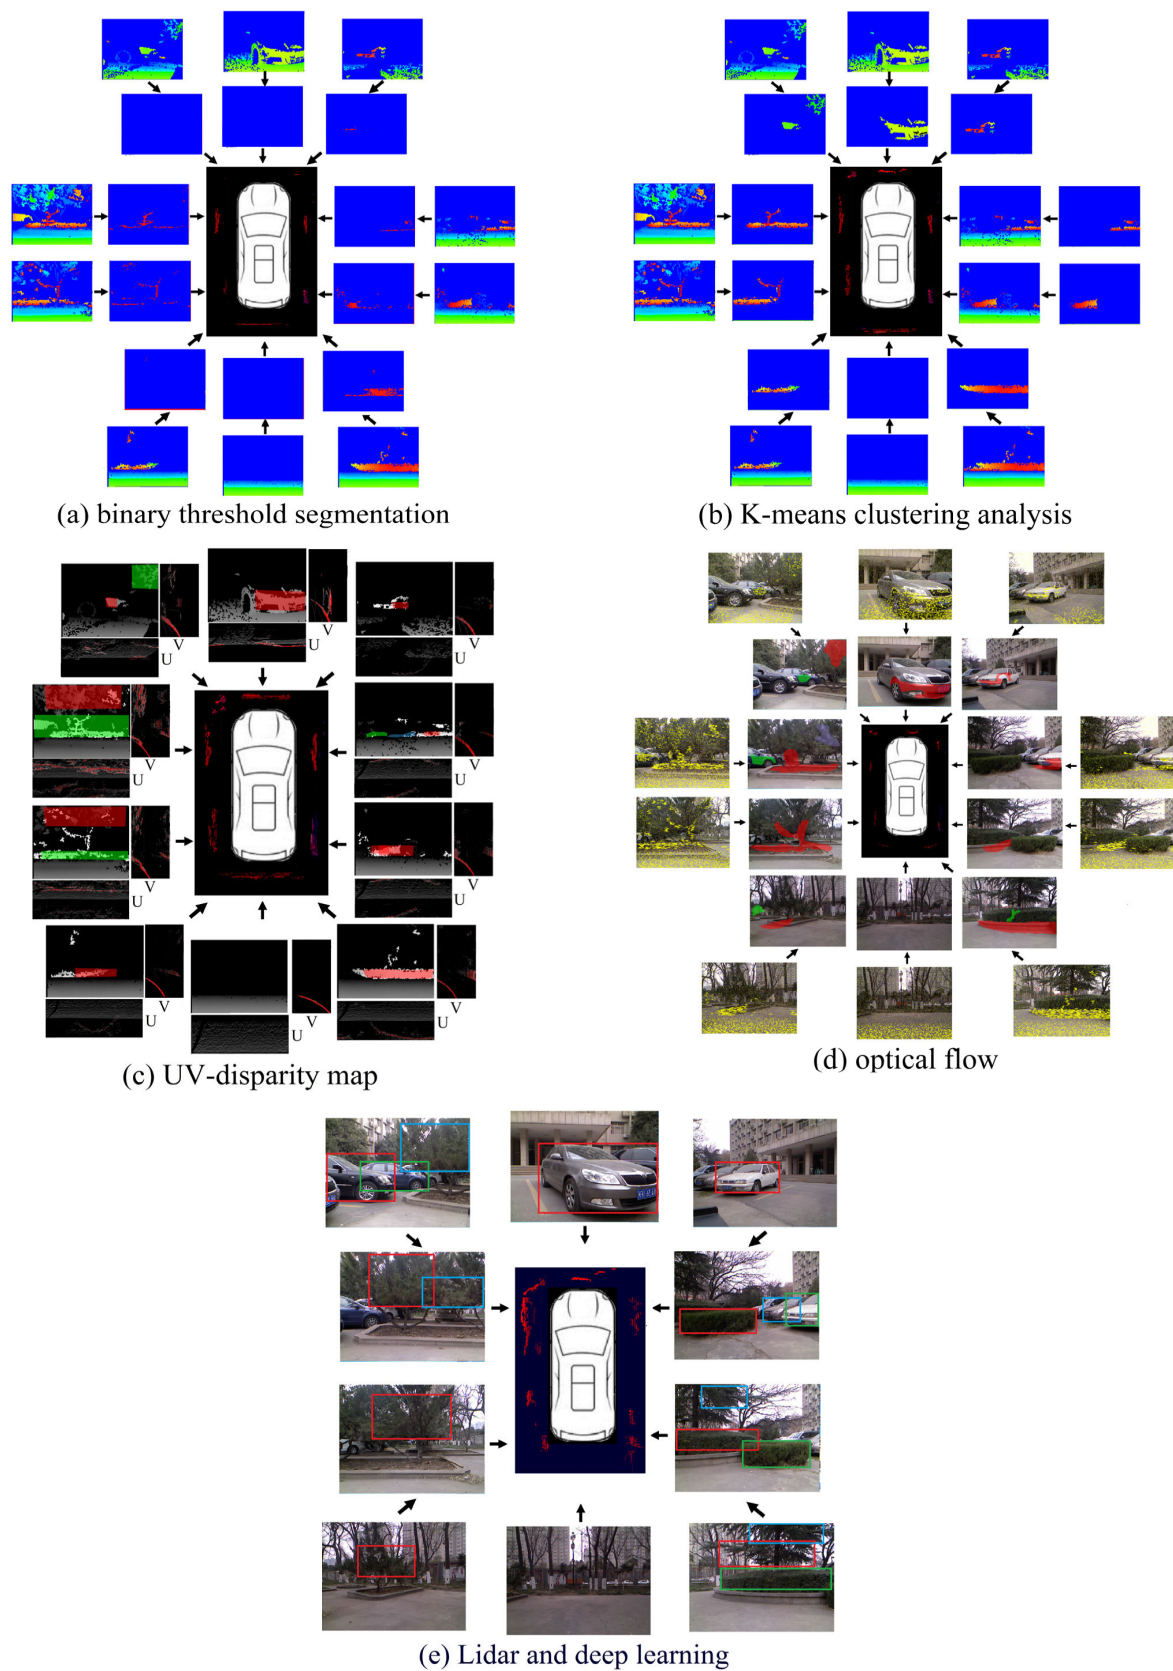 (a) binary threshold segmentation
(b) K-means clustering analysis
V
U
V
U
V
U
V
U
V
U
V
U
V
U
V
U
V
U
(c) UV-disparity map
(d) optical flow
(e) Lidar and deep learning